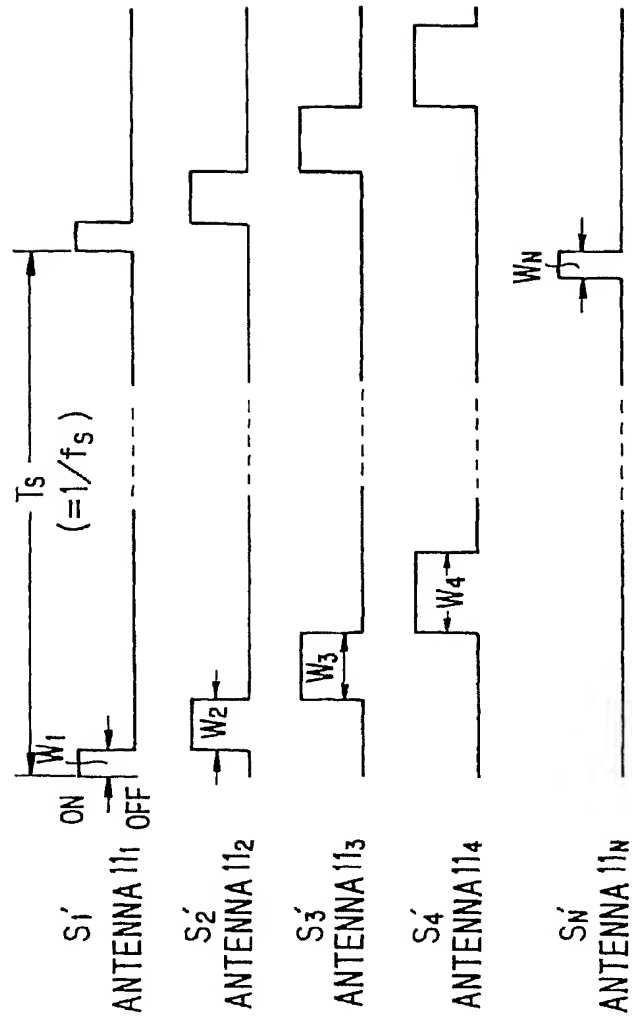 Ts
(=1/fs)
ON
OFF
W1
S1′
ANTENNA 111
W2
S2′
ANTENNA 112
W3
S3′
ANTENNA 113
W4
S4′
ANTENNA 114
WN
SN′
ANTENNA 11N